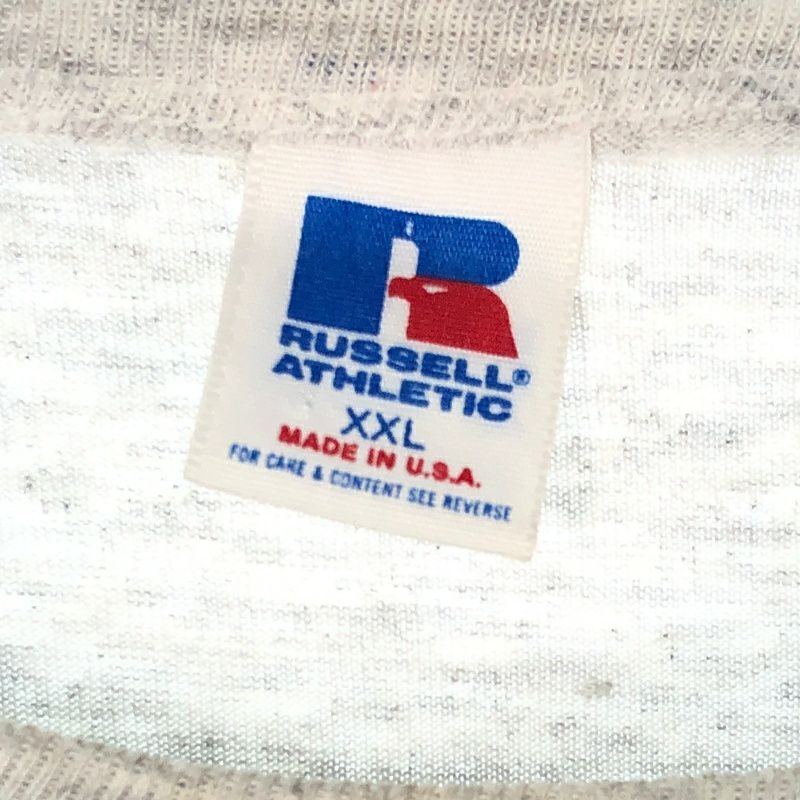 RUSSELL®
ATHLETIC
XXL
MADE IN U.S.A.
FOR CARE & CONTENT SEE REVERSE